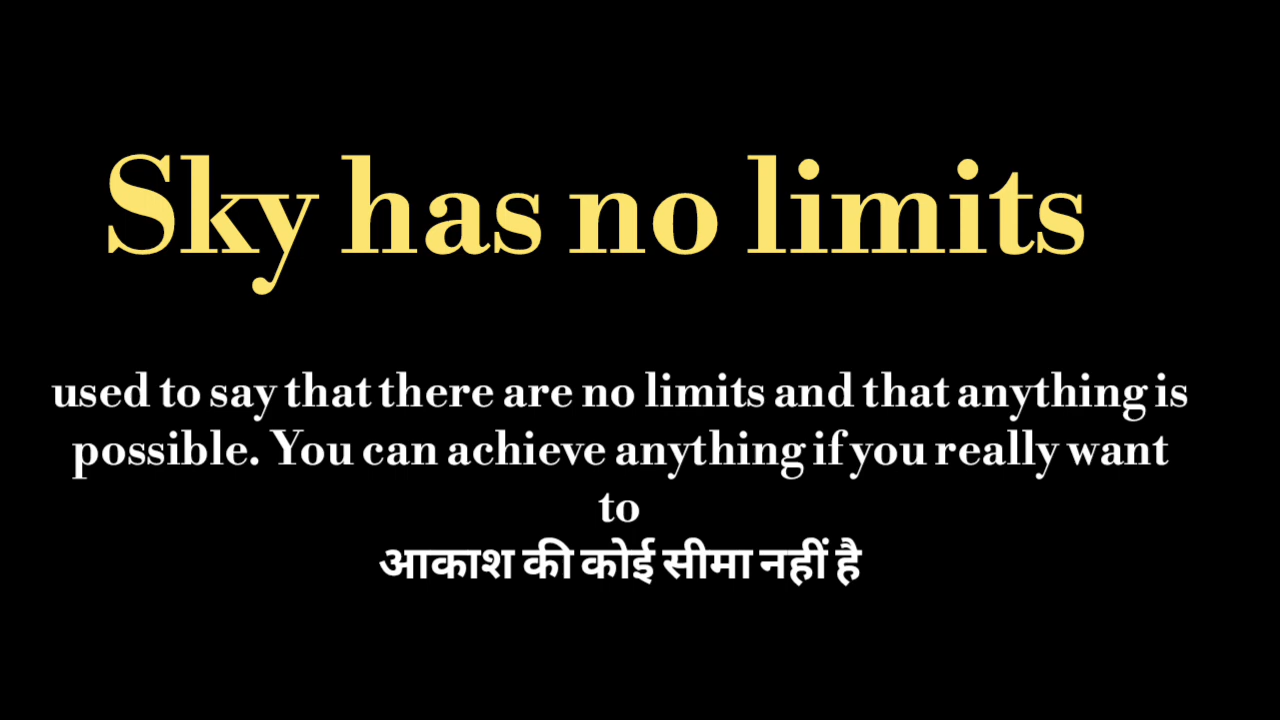 Sky has no limits
used to say that there are no limits and that anything is
possible. You can achieve anything if you really want
to
आकाश की कोई सीमा नहीं है